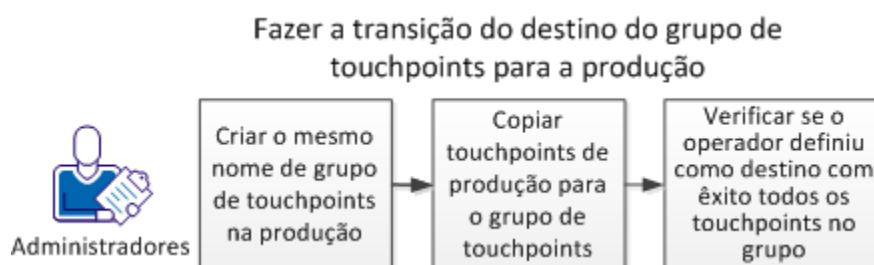 Fazer a transição do destino do grupo de
touchpoints para a produção
Criar o mesmo
nome de grupo
de touchpoints
na produção
Copiar
touchpoints de
produção para
o grupo de
touchpoints
Verificar se o
operador definiu
como destino com
êxito todos os
touchpoints no
grupo
Administradores